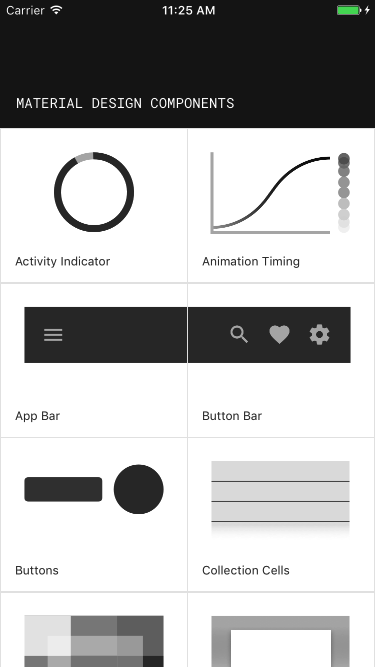 Carrier 11:25 AM
MATERIAL DESIGN COMPONENTS
Activity Indicator
Animation Timing
App Bar
Button Bar
Buttons
Collection Cells